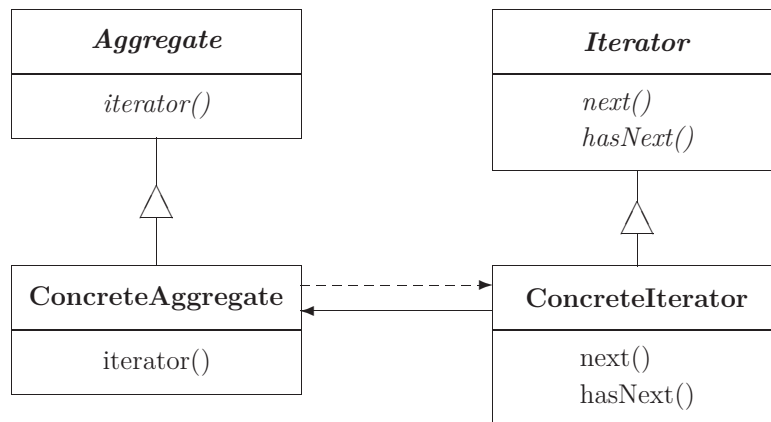 Aggregate
iterator()
Iterator
next()
hasNext()
ConcreteAggregate
iterator()
ConcreteIterator
next()
hasNext()